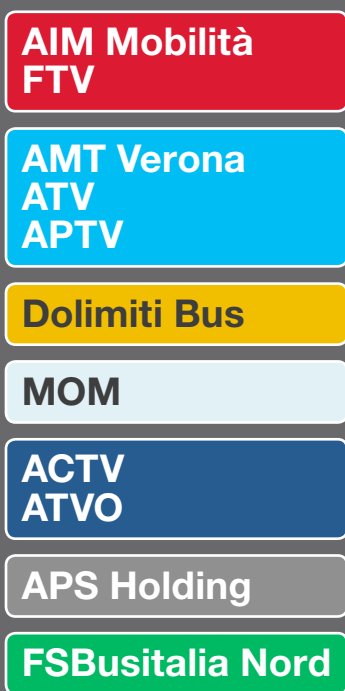 AIM Mobilità
FTV
AMT Verona
ATV
APTV
Dolimiti Bus
MOM
ACTV
ATVO
APS Holding
FSBusitalia Nord